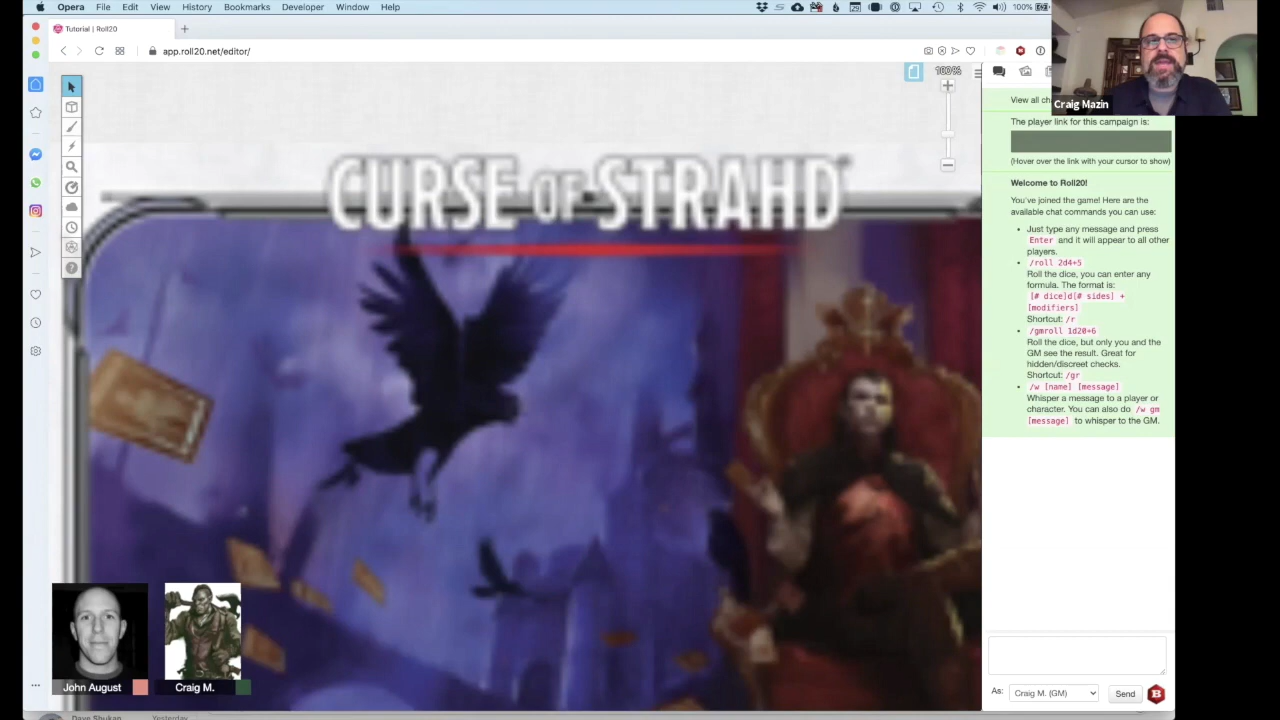 Opera File Edit View History Bookmarks Developer Window Help
100%
Tutorial | Roll20
app.roll20.net/editor/
100%
Craig Mazin
View all ch
The player link for this campaign is:
(Hover over the link with your cursor to show)
CURSE OF STRAHD
Welcome to Roll20!
You've joined the game! Here are the
available chat commands you can use:
• Just type any message and press
Enter and it will appear to all other
players.
• /roll 2d4+5
Roll the dice, you can enter any
formula. The format is:
[# dice]d[# sides] +
[modifiers]
Shortcut: /r
• /gmroll 1d20+6
Roll the dice, but only you and the
GM see the result. Great for
hidden/discreet checks.
Shortcut: /gr
• /w [name] [message]
Whisper a message to a player or
character. You can also do /w gm
[message] to whisper to the GM.
John August
Craig M.
As: Craig M. (GM) Send
Dave Shukan Yesterday